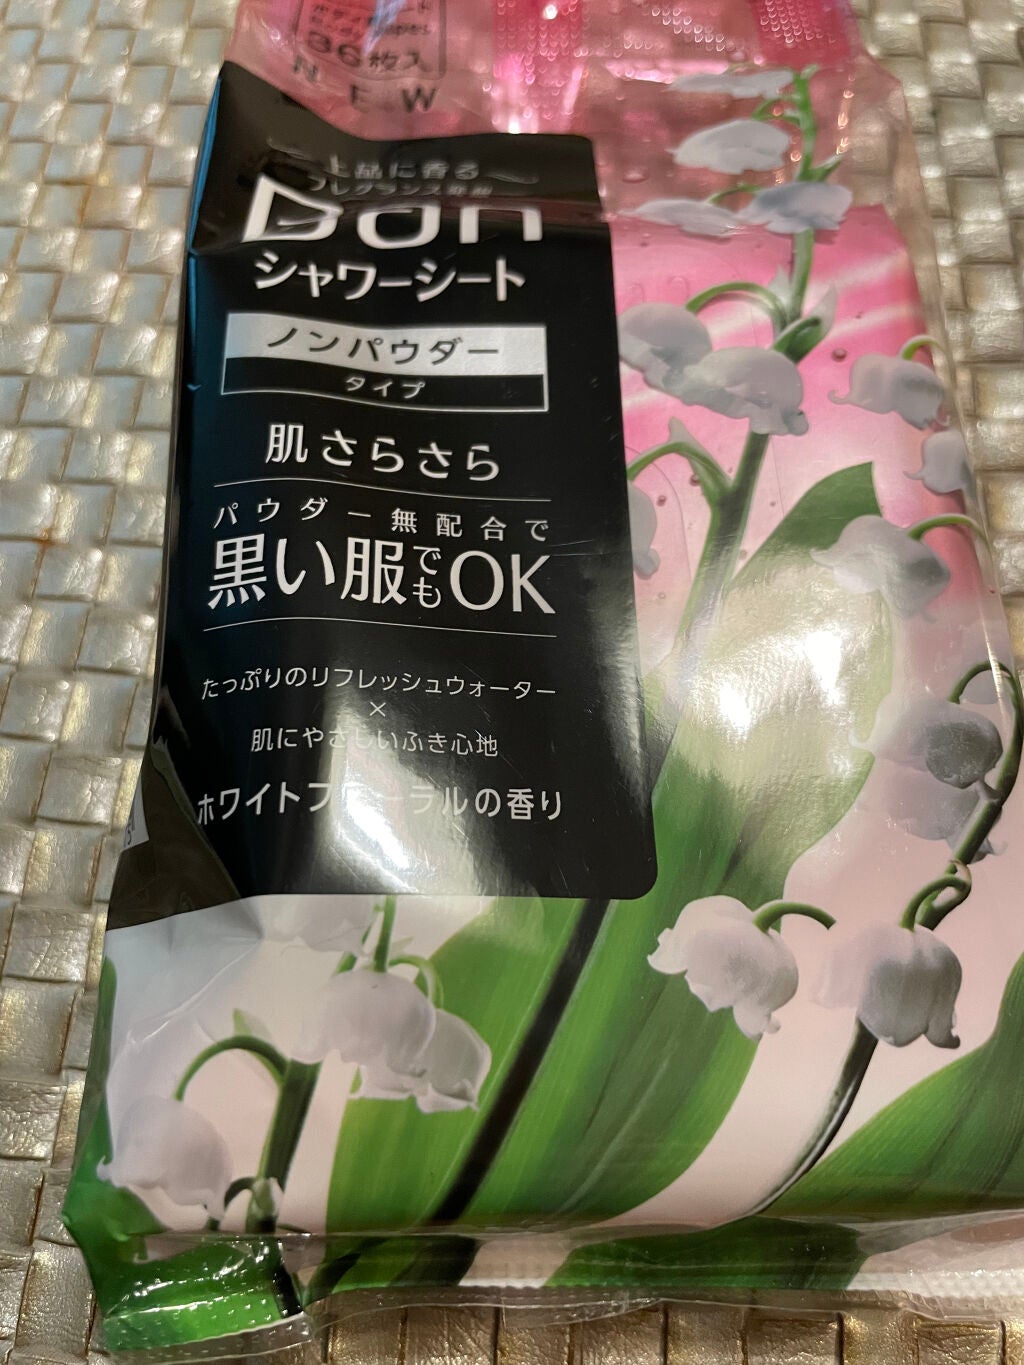 36枚入
NEW
上品に香る
フレグランス
Ban
シャワーシート
ノンパウダー
タイプ
肌さらさら
パウダー無配合で
黒い服でもOK
たっぷりのリフレッシュウォーター
×
肌にやさしいふき心地
ホワイトフローラルの香り